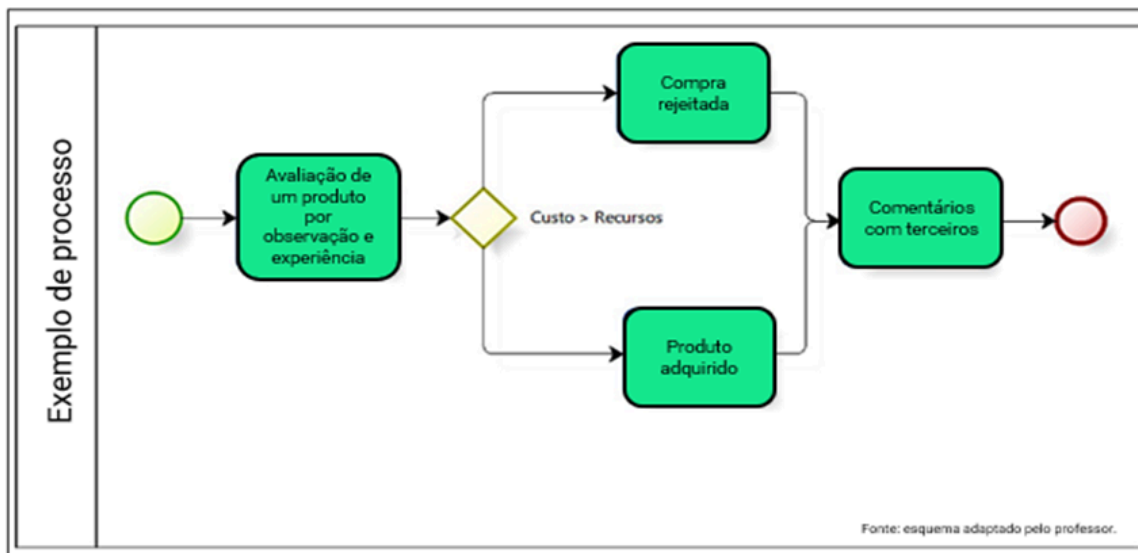 Exemplo de processo
Avaliação de
um produto
por
observação e
experiência
Custo > Recursos
Compra
rejeitada
Produto
adquirido
Comentários
com terceiros
Fonte: esquema adaptado pelo professor.